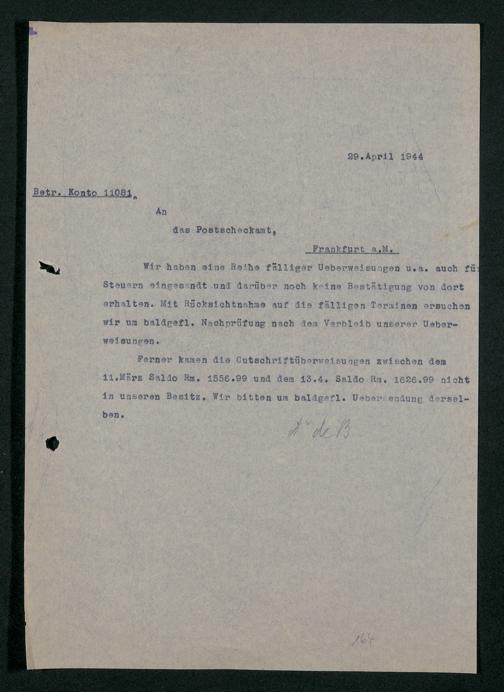 29.April 1944
Betr. Konto 11081.
An
das Postscheckamt,
Frankfurt a.M.
Wir haben eine Reihe fälliger Ueberweisungen u.a. auch für
Steuern eingesandt und darüber noch keine Bestätigung von dort
erhalten. Mit Rücksichtnahme auf die fälligen Terminen ersuchen
wir um baldgefl. Nachprüfung nach dem Verbleib unserer Ueber-
weisungen.
Ferner kamen die Gutschriftüberweisungen zwischen dem
11.März Saldo Rm. 1556.99 und dem 13.4. Saldo Rm. 1626.99 nicht
in unseren Besitz. Wir bitten um baldgefl. Uebersendung dersel-
ben.
164